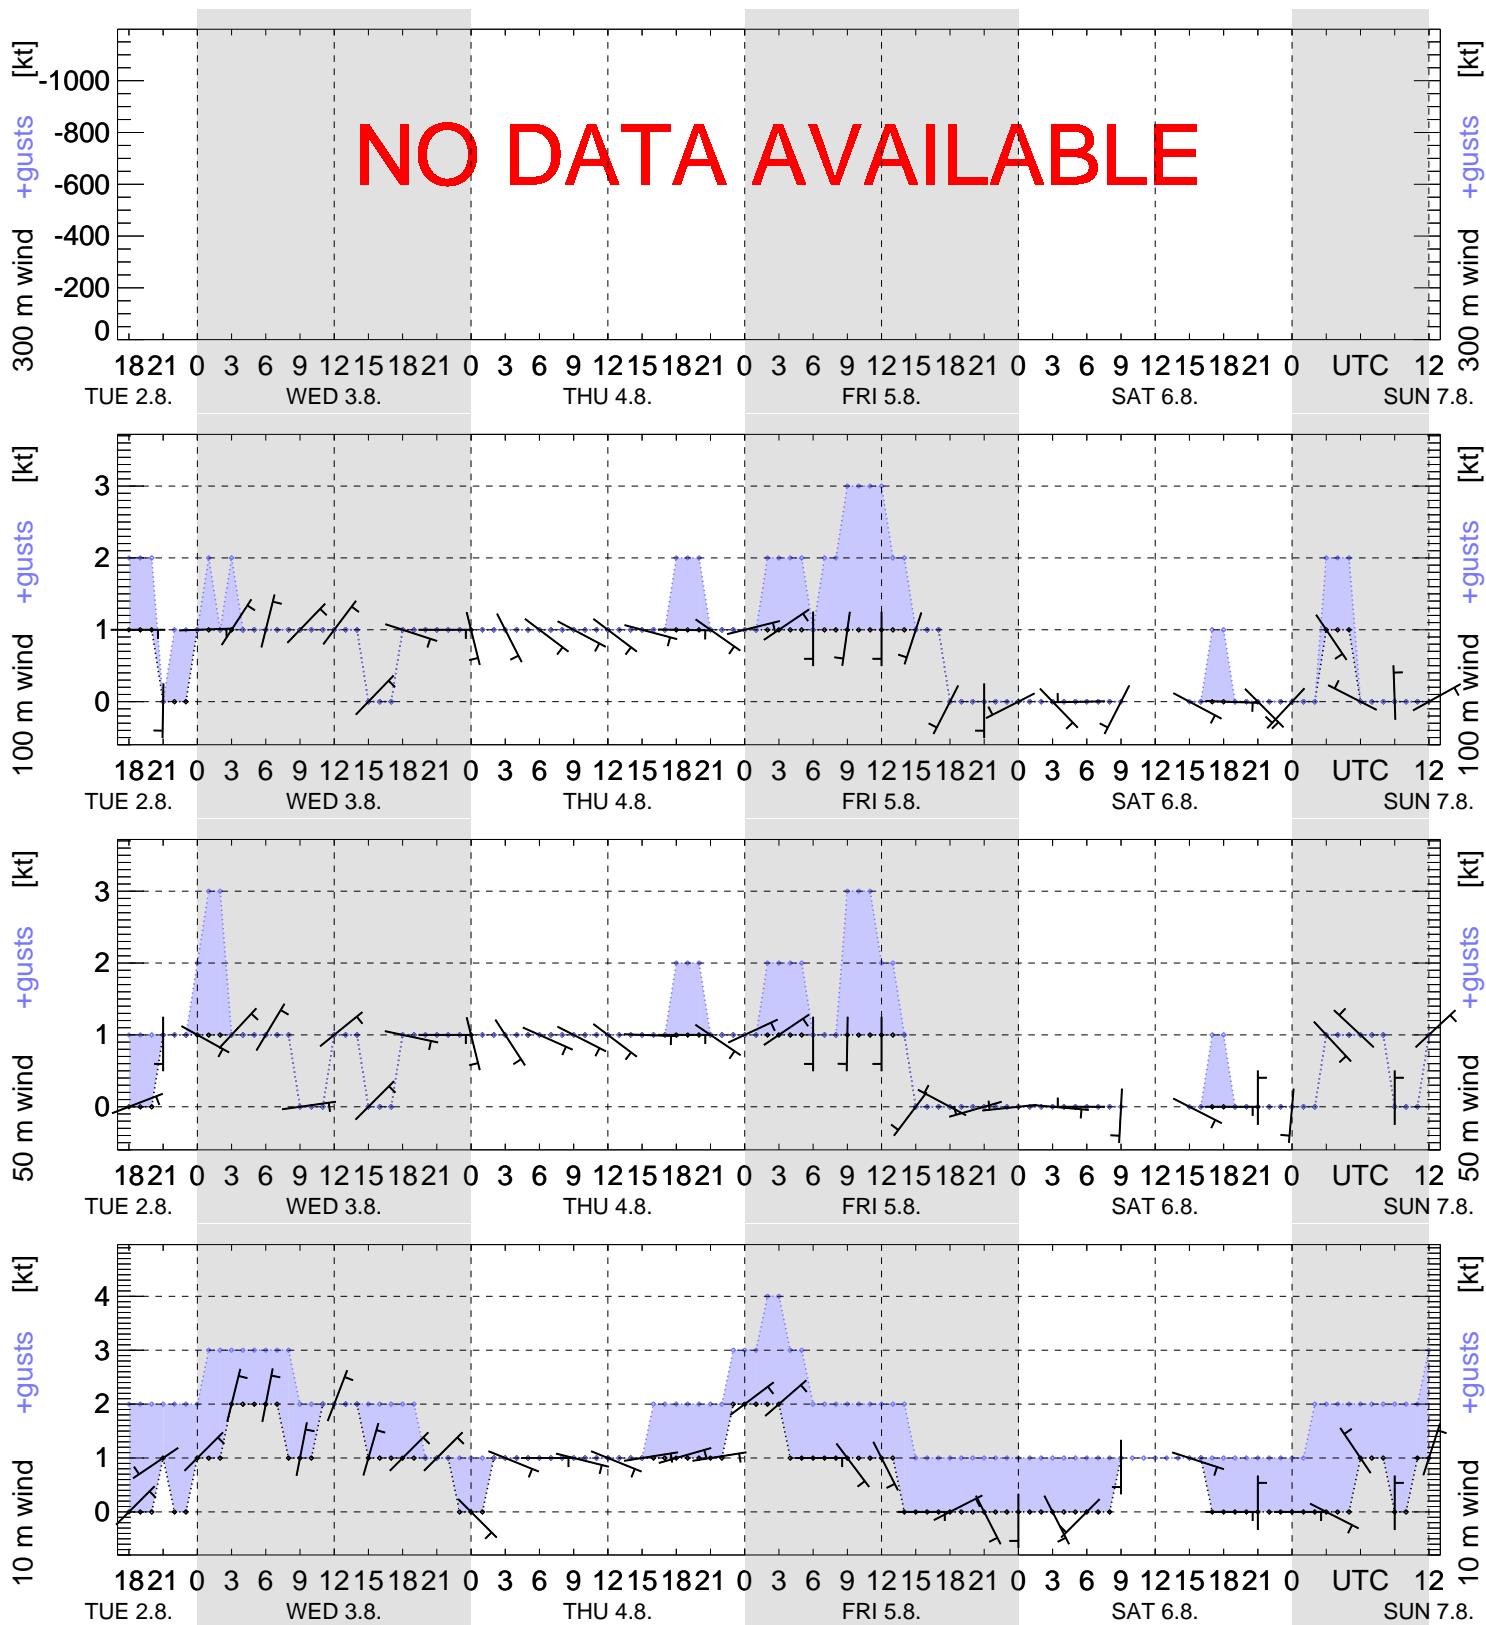 300 m wind +gusts [kt]
-1000
-800
-600
-400
-200
0
NO DATA AVAILABLE
300 m wind +gusts [kt]
18 21 0 3 6 9 12 15 18 21 0 3 6 9 12 15 18 21 0 3 6 9 12 15 18 21 0 3 6 9 12 15 18 21 0 UTC 12
TUE 2.8. WED 3.8. THU 4.8. FRI 5.8. SAT 6.8. SUN 7.8.
100 m wind +gusts [kt]
3
2
1
0
100 m wind +gusts [kt]
18 21 0 3 6 9 12 15 18 21 0 3 6 9 12 15 18 21 0 3 6 9 12 15 18 21 0 3 6 9 12 15 18 21 0 UTC 12
TUE 2.8. WED 3.8. THU 4.8. FRI 5.8. SAT 6.8. SUN 7.8.
50 m wind +gusts [kt]
3
2
1
0
50 m wind +gusts [kt]
18 21 0 3 6 9 12 15 18 21 0 3 6 9 12 15 18 21 0 3 6 9 12 15 18 21 0 3 6 9 12 15 18 21 0 UTC 12
TUE 2.8. WED 3.8. THU 4.8. FRI 5.8. SAT 6.8. SUN 7.8.
10 m wind +gusts [kt]
4
3
2
1
0
10 m wind +gusts [kt]
18 21 0 3 6 9 12 15 18 21 0 3 6 9 12 15 18 21 0 3 6 9 12 15 18 21 0 3 6 9 12 15 18 21 0 UTC 12
TUE 2.8. WED 3.8. THU 4.8. FRI 5.8. SAT 6.8. SUN 7.8.